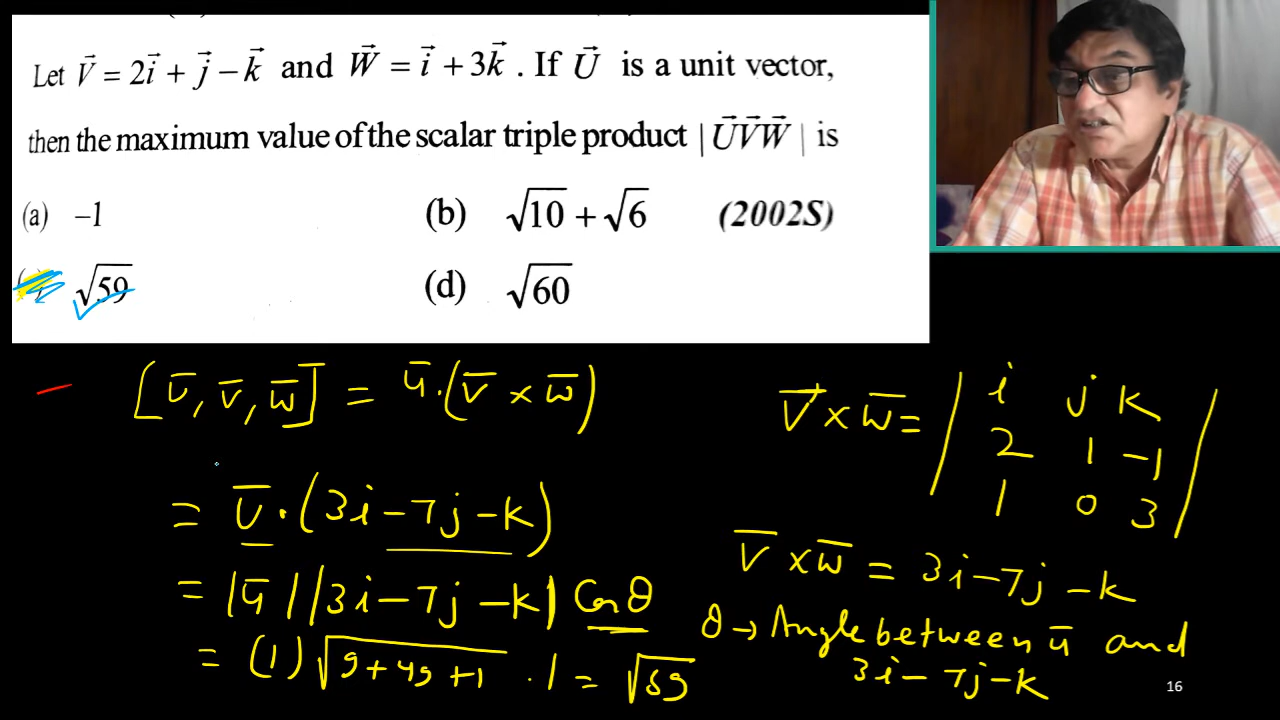 Let V⃗ = 2i⃗ + j⃗ – k⃗ and W⃗ = i⃗ + 3k⃗ . If U⃗ is a unit vector,
then the maximum value of the scalar triple product | U⃗V⃗W⃗ | is
(a) –1 (b) √10 + √6 (2002S)
√59 (d) √60
[ū, v̄, w̄] = ū·(v̄ × w̄)
V⃗ × w̄ = | i j k
2 1 –1
1 0 3 |
= ū·(3i – 7j – k)
v̄ × w̄ = 3i – 7j – k
= |ū| |3i – 7j – k| Cosθ
θ → Angle between ū and
3i – 7j – k
= (1) √9+49+1 · 1 = √59
16